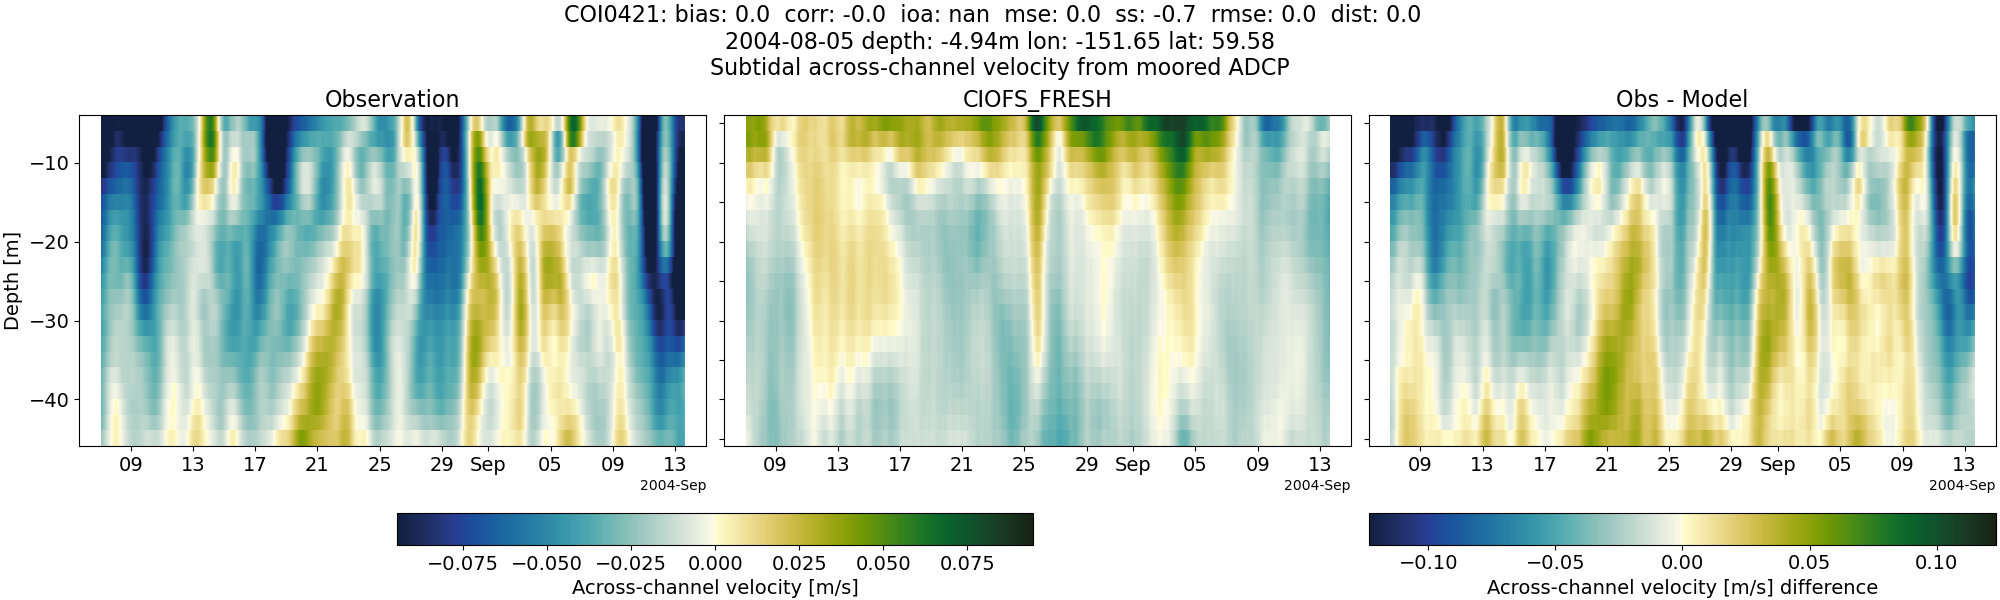 COI0421: bias: 0.0 corr: -0.0 ioa: nan mse: 0.0 ss: -0.7 rmse: 0.0 dist: 0.0
2004-08-05 depth: -4.94m lon: -151.65 lat: 59.58
Subtidal across-channel velocity from moored ADCP
Observation
CIOFS_FRESH
Obs - Model
Depth [m]
−10
−20
−30
−40
09 13 17 21 25 29 Sep 05 09 13
2004-Sep
09 13 17 21 25 29 Sep 05 09 13
2004-Sep
09 13 17 21 25 29 Sep 05 09 13
2004-Sep
−0.075 −0.050 −0.025 0.000 0.025 0.050 0.075
Across-channel velocity [m/s]
−0.10 −0.05 0.00 0.05 0.10
Across-channel velocity [m/s] difference